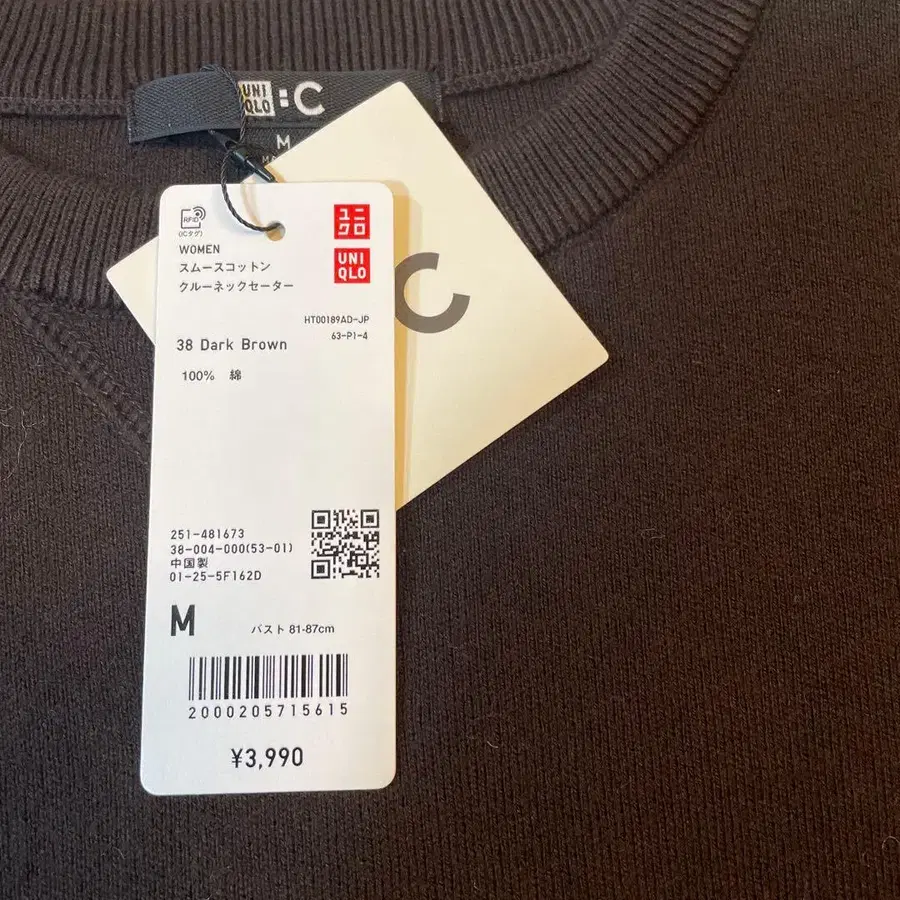 UNI
QLO :C
M
RFID
(ICタグ)
ユニ
クロ
UNI
QLO
WOMEN
スムースコットン
クルーネックセーター
HT00189AD-JP
63-P1-4
38 Dark Brown
100% 綿
C
251-481673
38-004-000(53-01)
中国製
01-25-5F162D
M バスト 81-87cm
2000205715615
¥3,990